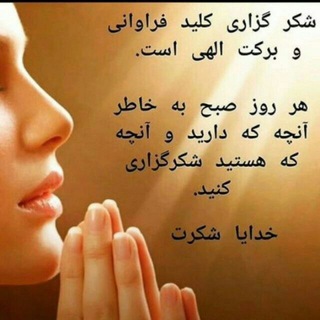 شکر گزاری کلید فراوانی
و برکت الهی است.
هر روز صبح به خاطر
آنچه که دارید و آنچه
که هستید شکرگزاری
کنید.
خدایا شکرت